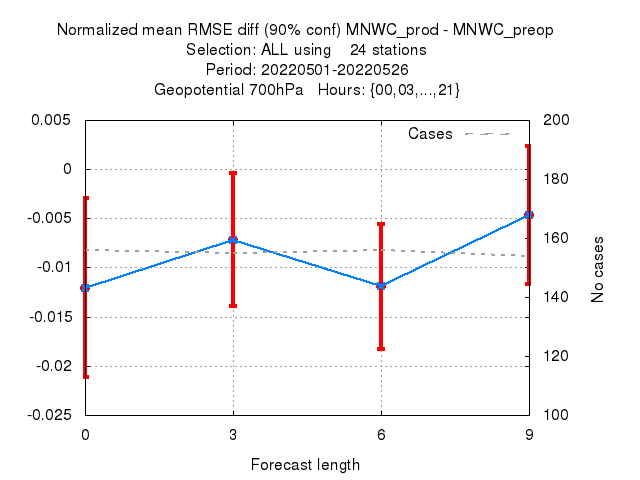 Normalized mean RMSE diff (90% conf) MNWC_prod - MNWC_preop
Selection: ALL using    24 stations
Period: 20220501-20220526
Geopotential 700hPa   Hours: {00,03,...,21}
Cases
0.005
0
-0.005
-0.01
-0.015
-0.02
-0.025
200
180
160
140
120
100
No cases
0
3
6
9
Forecast length